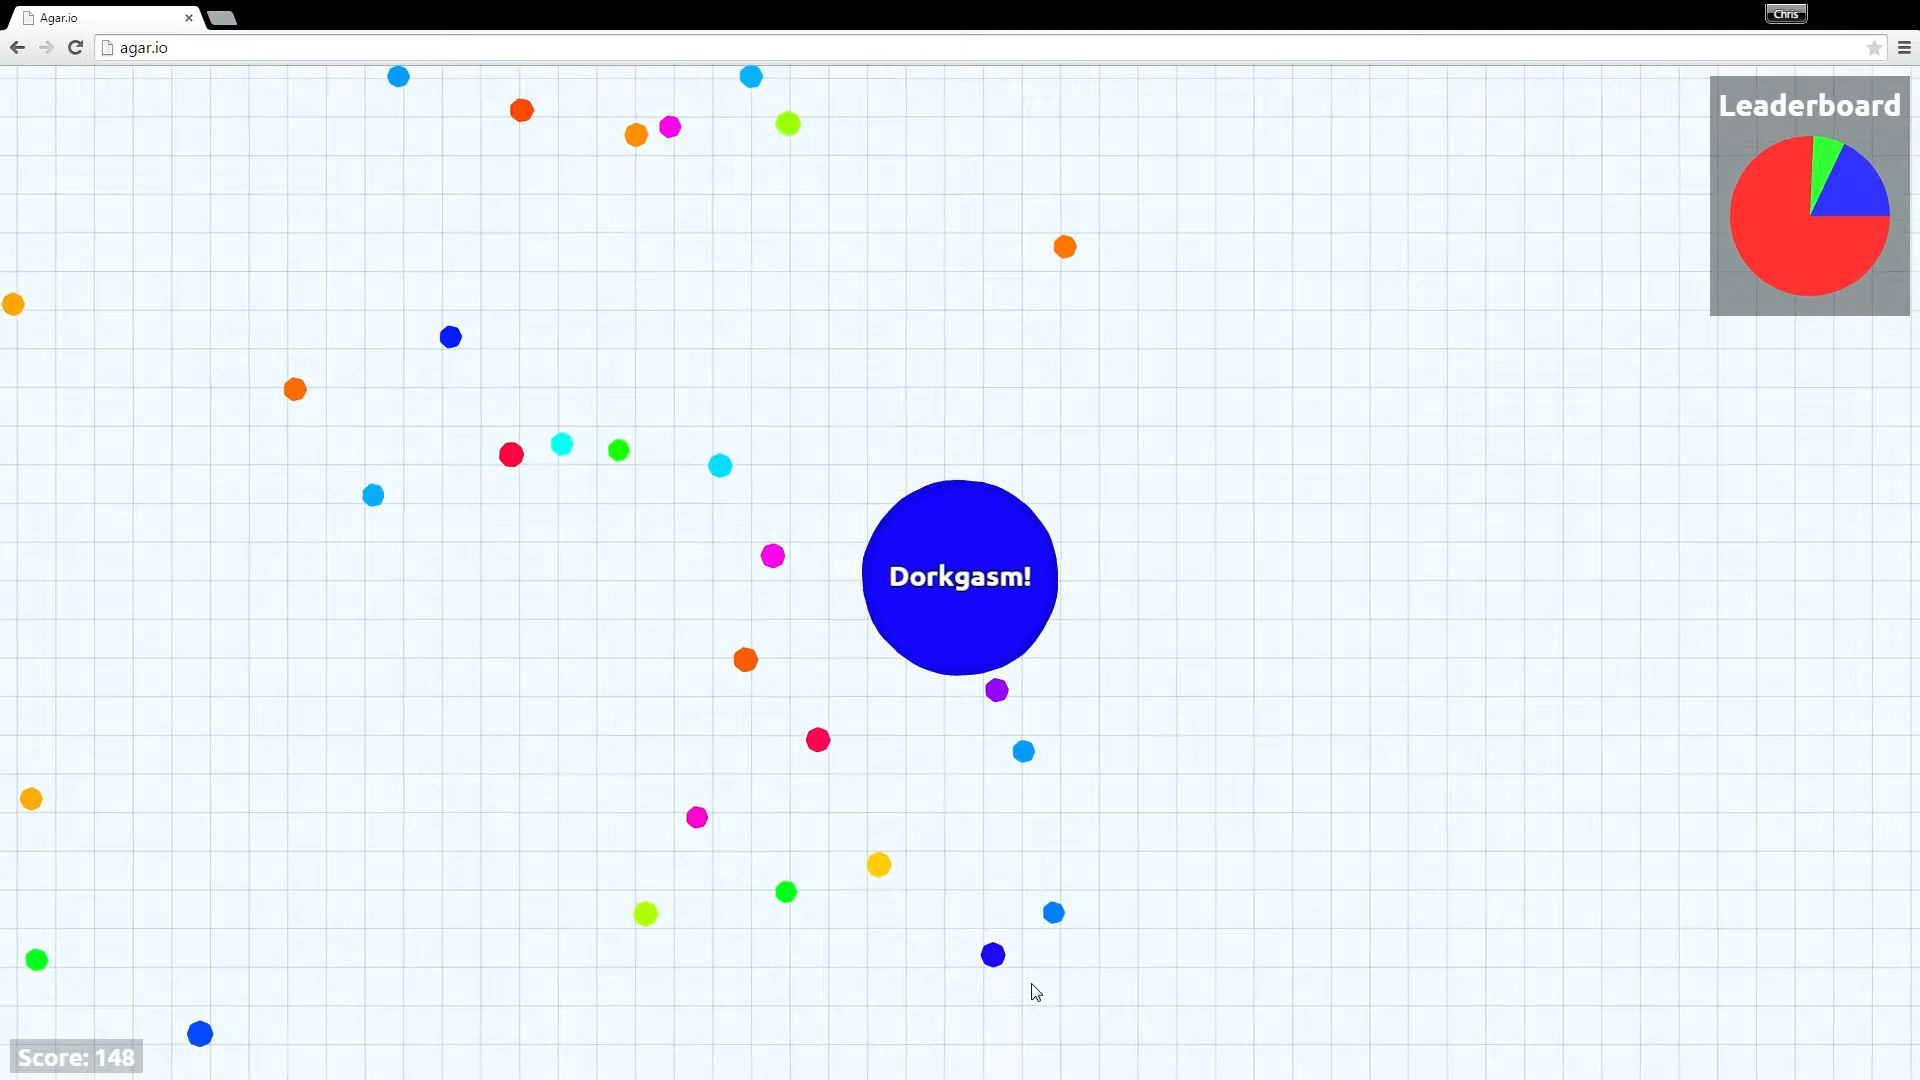 Agar.io
Chris
agar.io
Leaderboard
Dorkgasm!
Score: 148